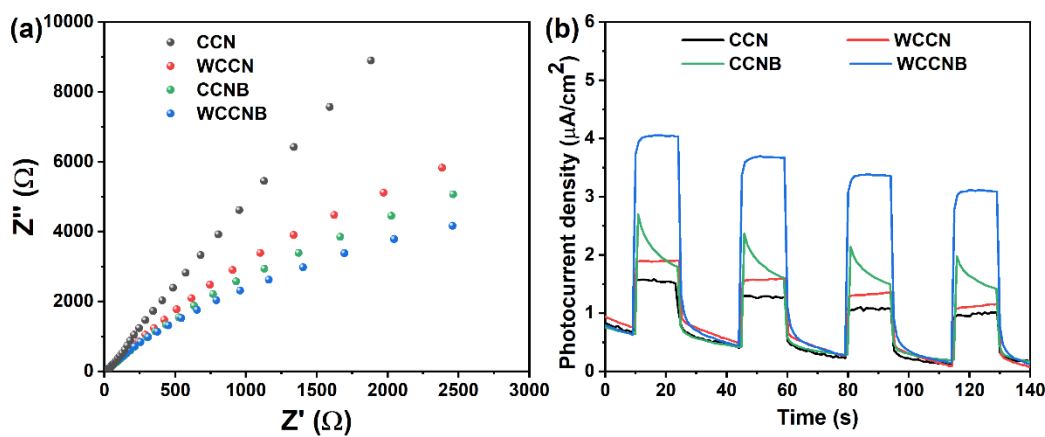 (a)
CCN
WCCN
CCNB
WCCNB
10000
8000
6000
4000
2000
0
Z'' (Ω)
0 500 1000 1500 2000 2500 3000
Z' (Ω)
(b)
CCN WCCN
CCNB WCCNB
6
5
4
3
2
1
0
Photocurrent density (μA/cm²)
0 20 40 60 80 100 120 140
Time (s)